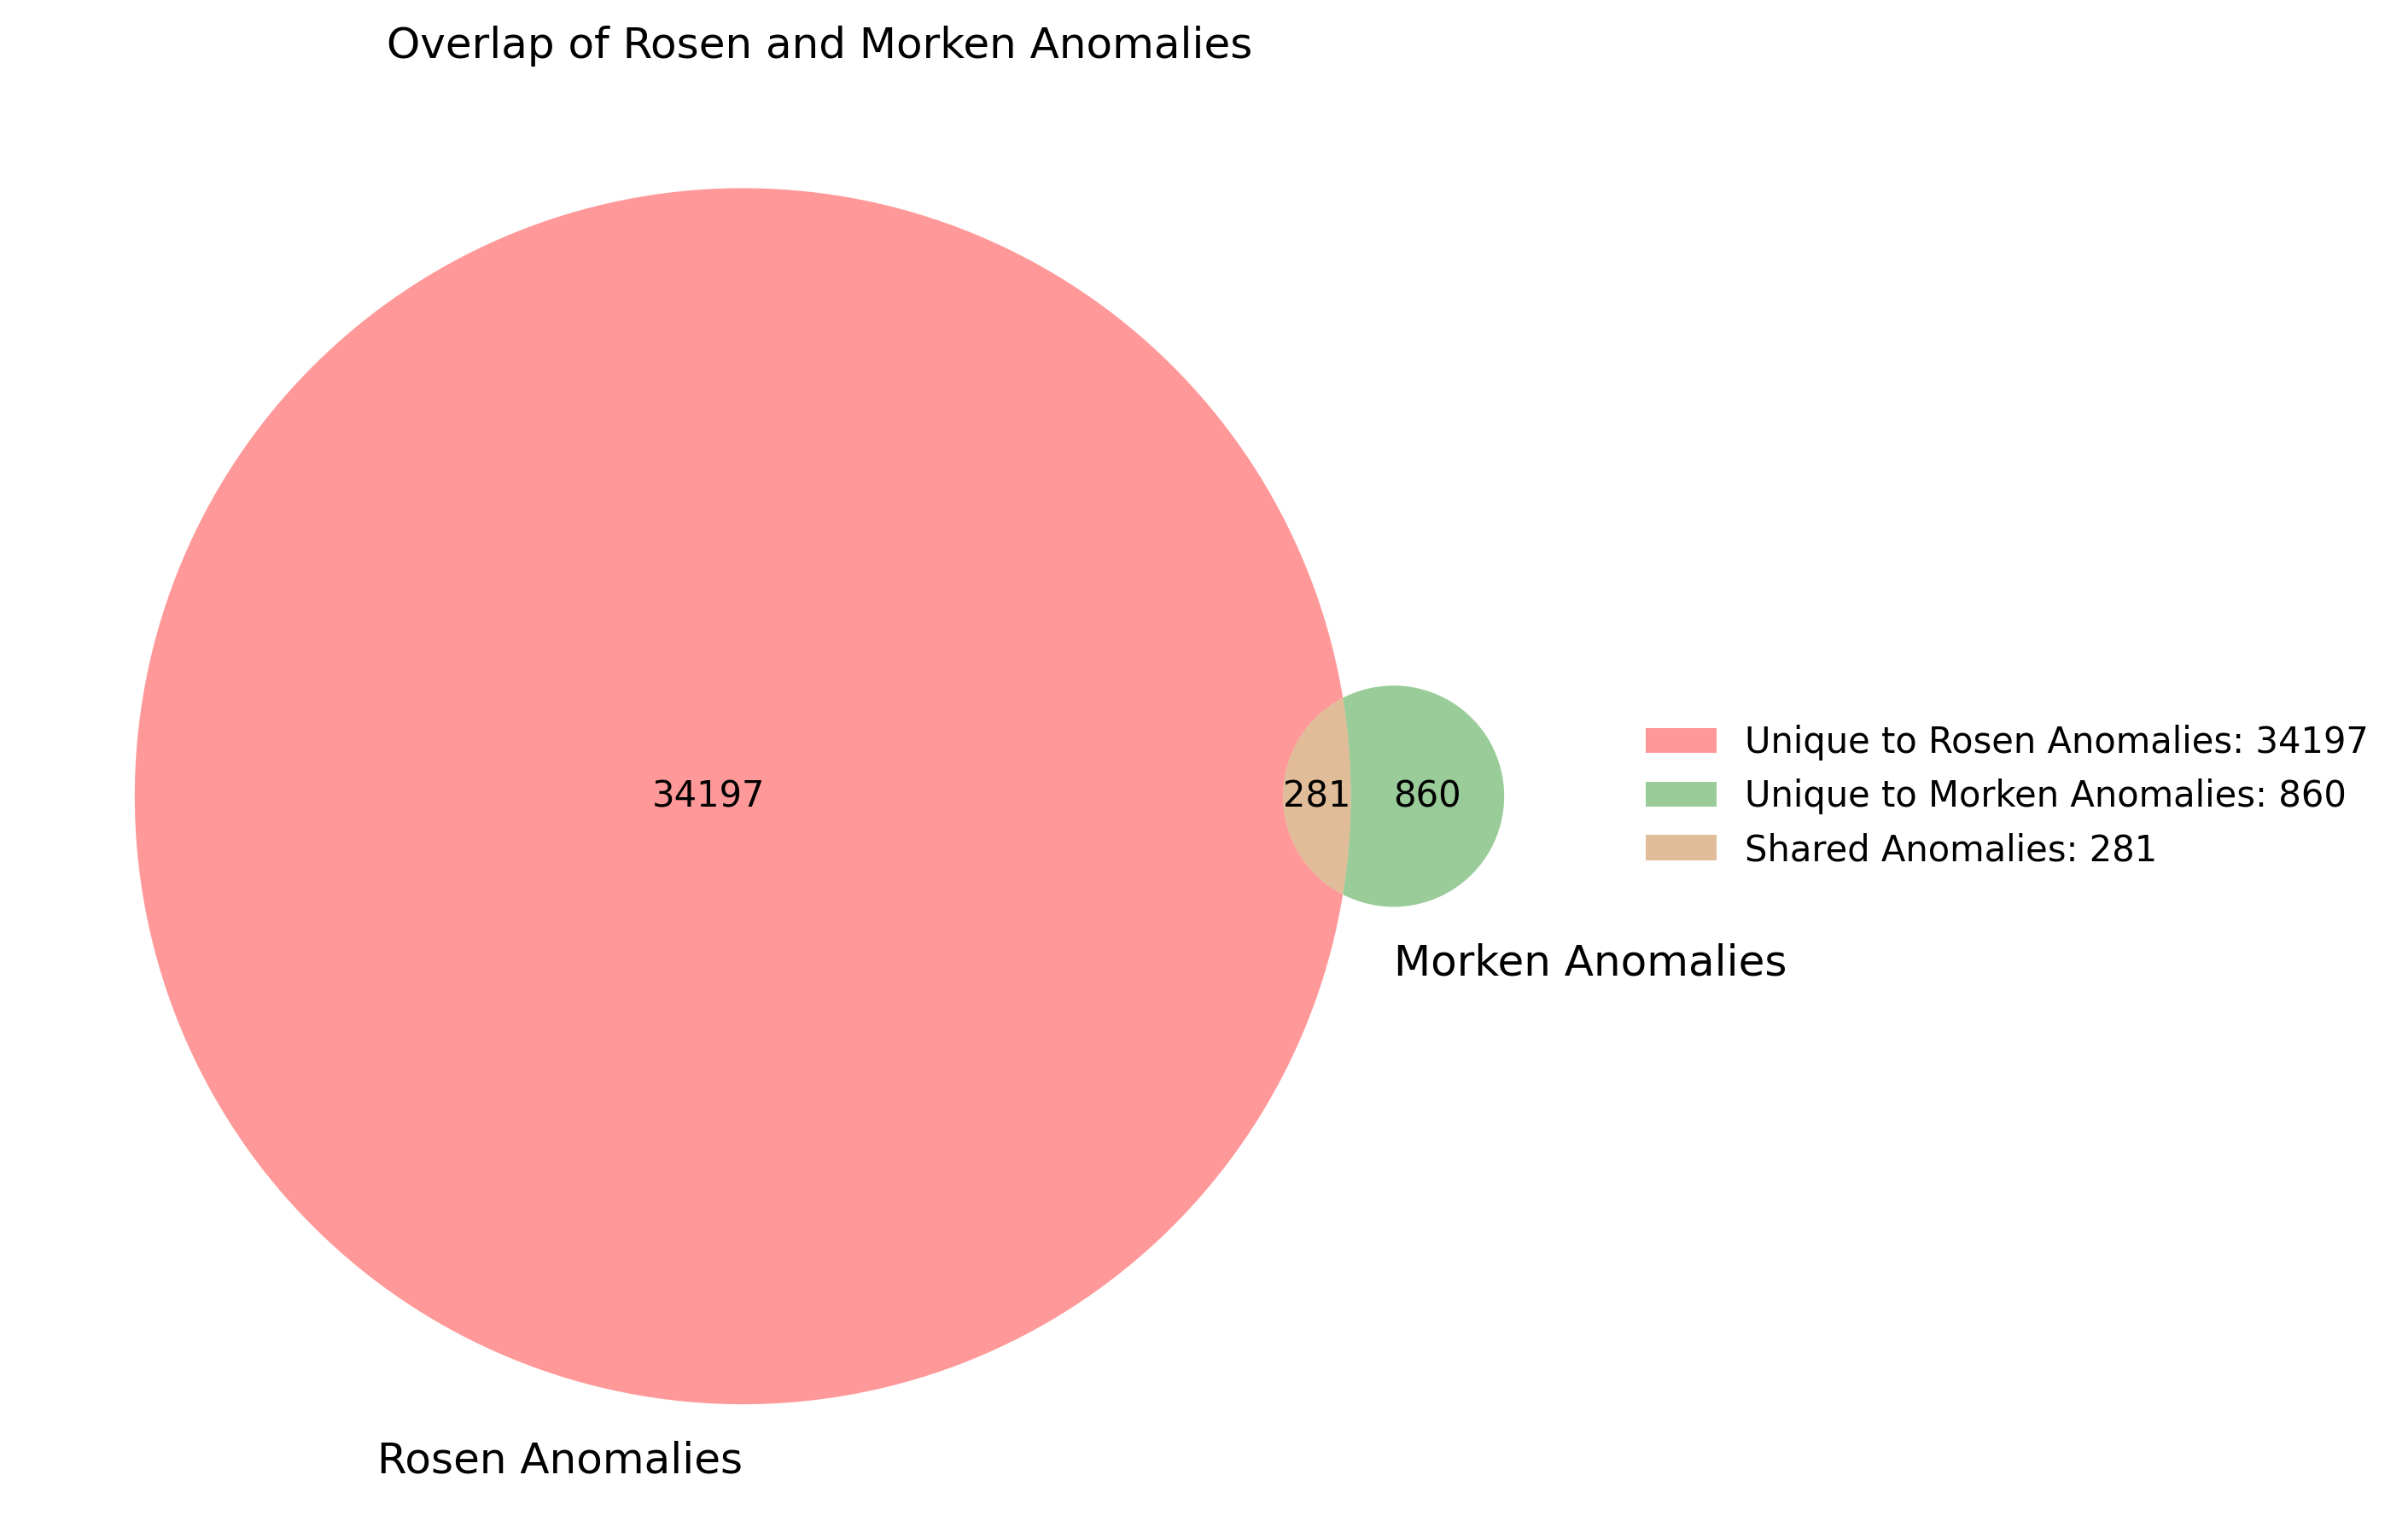 Overlap of Rosen and Morken Anomalies
34197
281
860
Unique to Rosen Anomalies: 34197
Unique to Morken Anomalies: 860
Shared Anomalies: 281
Morken Anomalies
Rosen Anomalies